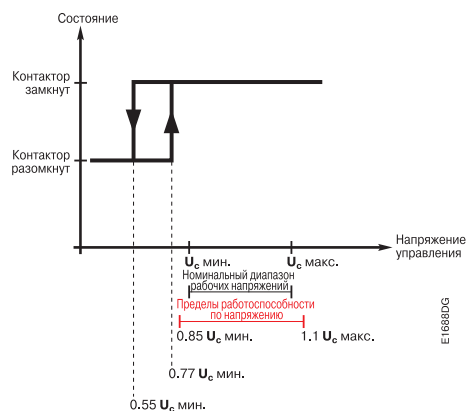 Состояние
Контактор
замкнут
Контактор
разомкнут
Напряжение
управления
Uc мин.
Uc макс.
Номинальный диапазон
рабочих напряжений
Пределы работоспособности
по напряжению
0.85 Uc мин.
1.1 Uc макс.
0.77 Uc мин.
0.55 Uc мин.
E1688DG